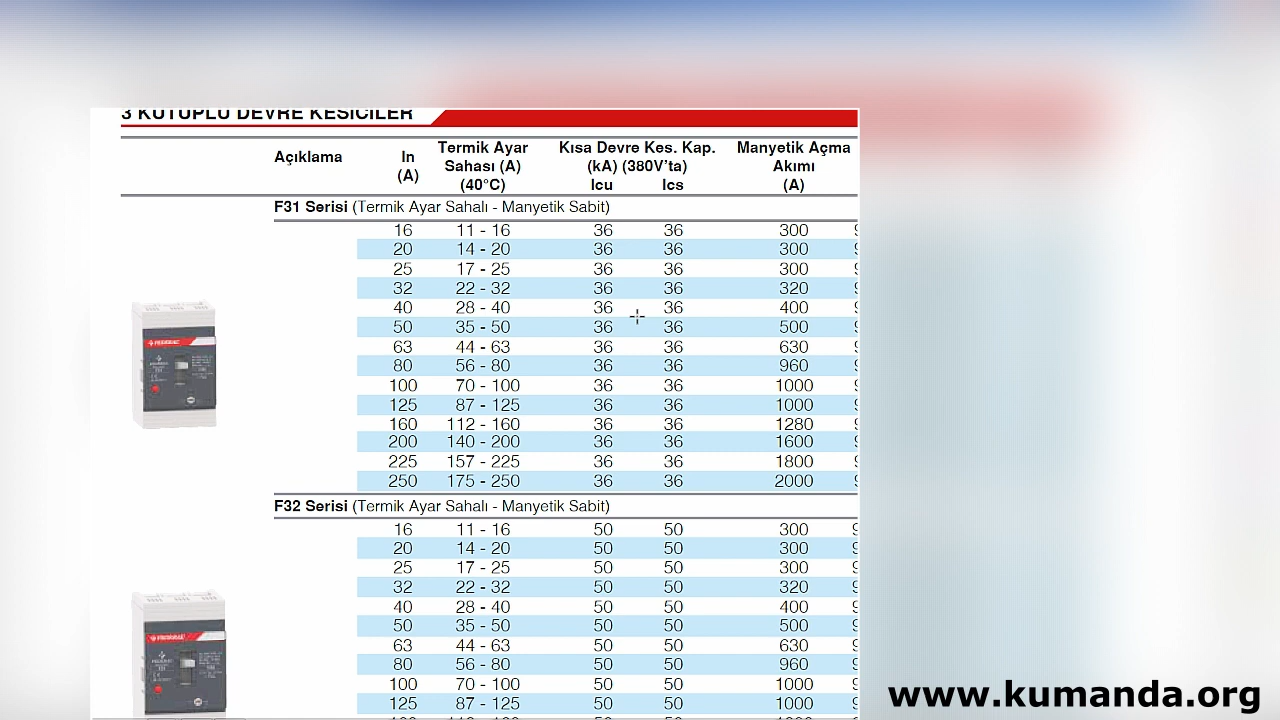 3 KUTUPLU DEVRE KESİCİLER
Açıklama In (A) Termik Ayar Sahası (A) (40°C) Kısa Devre Kes. Kap. (kA) (380V'ta) Icu Ics Manyetik Açma Akımı (A)
F31 Serisi (Termik Ayar Sahalı - Manyetik Sabit)
16 11 - 16 36 36 300
20 14 - 20 36 36 300
25 17 - 25 36 36 300
32 22 - 32 36 36 320
40 28 - 40 36 36 400
50 35 - 50 36 36 500
63 44 - 63 36 36 630
80 56 - 80 36 36 960
100 70 - 100 36 36 1000
125 87 - 125 36 36 1000
160 112 - 160 36 36 1280
200 140 - 200 36 36 1600
225 157 - 225 36 36 1800
250 175 - 250 36 36 2000
F32 Serisi (Termik Ayar Sahalı - Manyetik Sabit)
16 11 - 16 50 50 300
20 14 - 20 50 50 300
25 17 - 25 50 50 300
32 22 - 32 50 50 320
40 28 - 40 50 50 400
50 35 - 50 50 50 500
63 44 - 63 50 50 630
80 56 - 80 50 50 960
100 70 - 100 50 50 1000
125 87 - 125 50 50 1000
www.kumanda.org